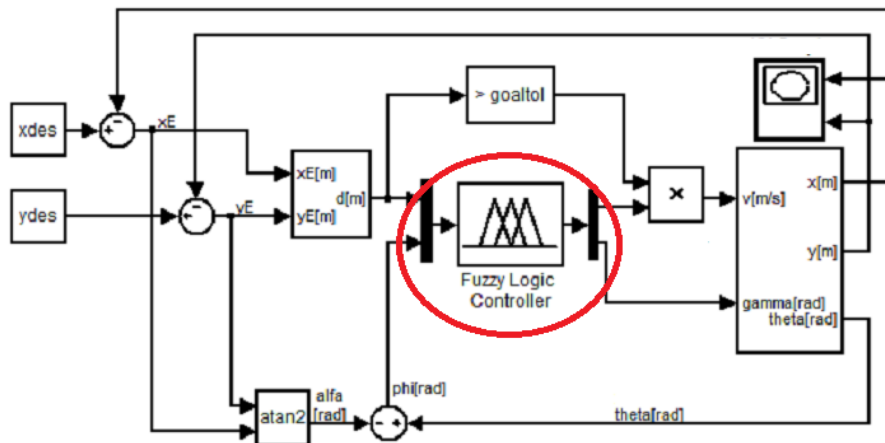 xdes
xE
ydes
yE
xE[m]
yE[m]
d[m]
> goaltol
Fuzzy Logic
Controller
×
v[m/s]
x[m]
y[m]
gamma[rad]
theta[rad]
atan2
alfa
[rad]
phi[rad]
theta[rad]